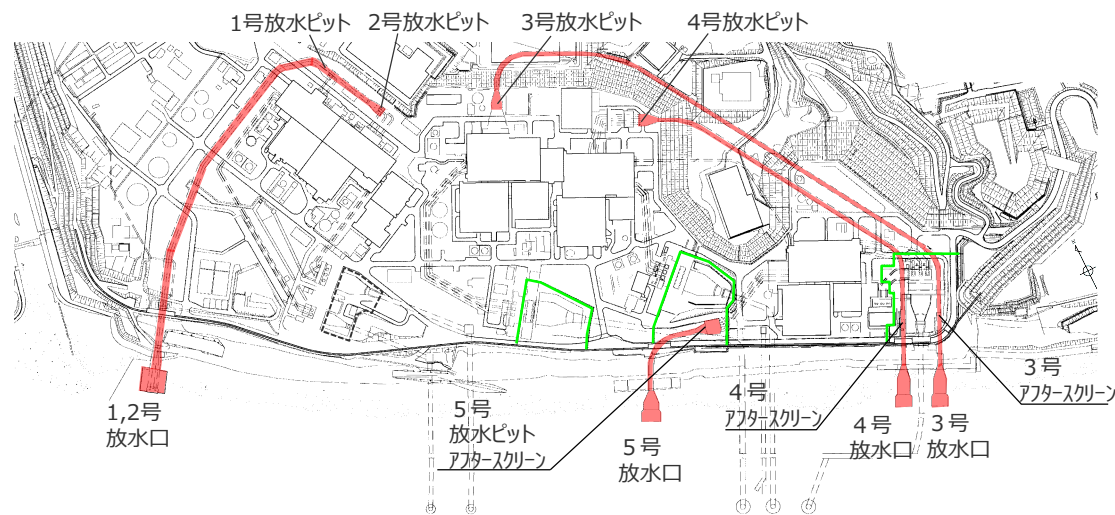 1号放水ピット
2号放水ピット
3号放水ピット
4号放水ピット
1,2号
放水口
5号
放水ピット
アフタースクリーン
5号
放水口
4号
アフタースクリーン
4号
放水口
3号
放水口
3号
アフタースクリーン